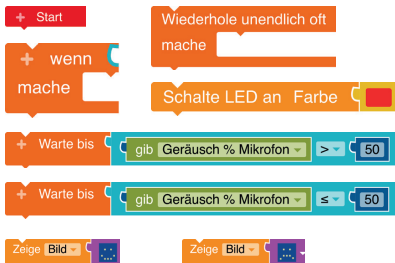 + Start
Wiederhole unendlich oft
mache
+ wenn
mache
Schalte LED an Farbe
+ Warte bis gib Geräusch % Mikrofon > 50
+ Warte bis gib Geräusch % Mikrofon ≤ 50
Zeige Bild
Zeige Bild